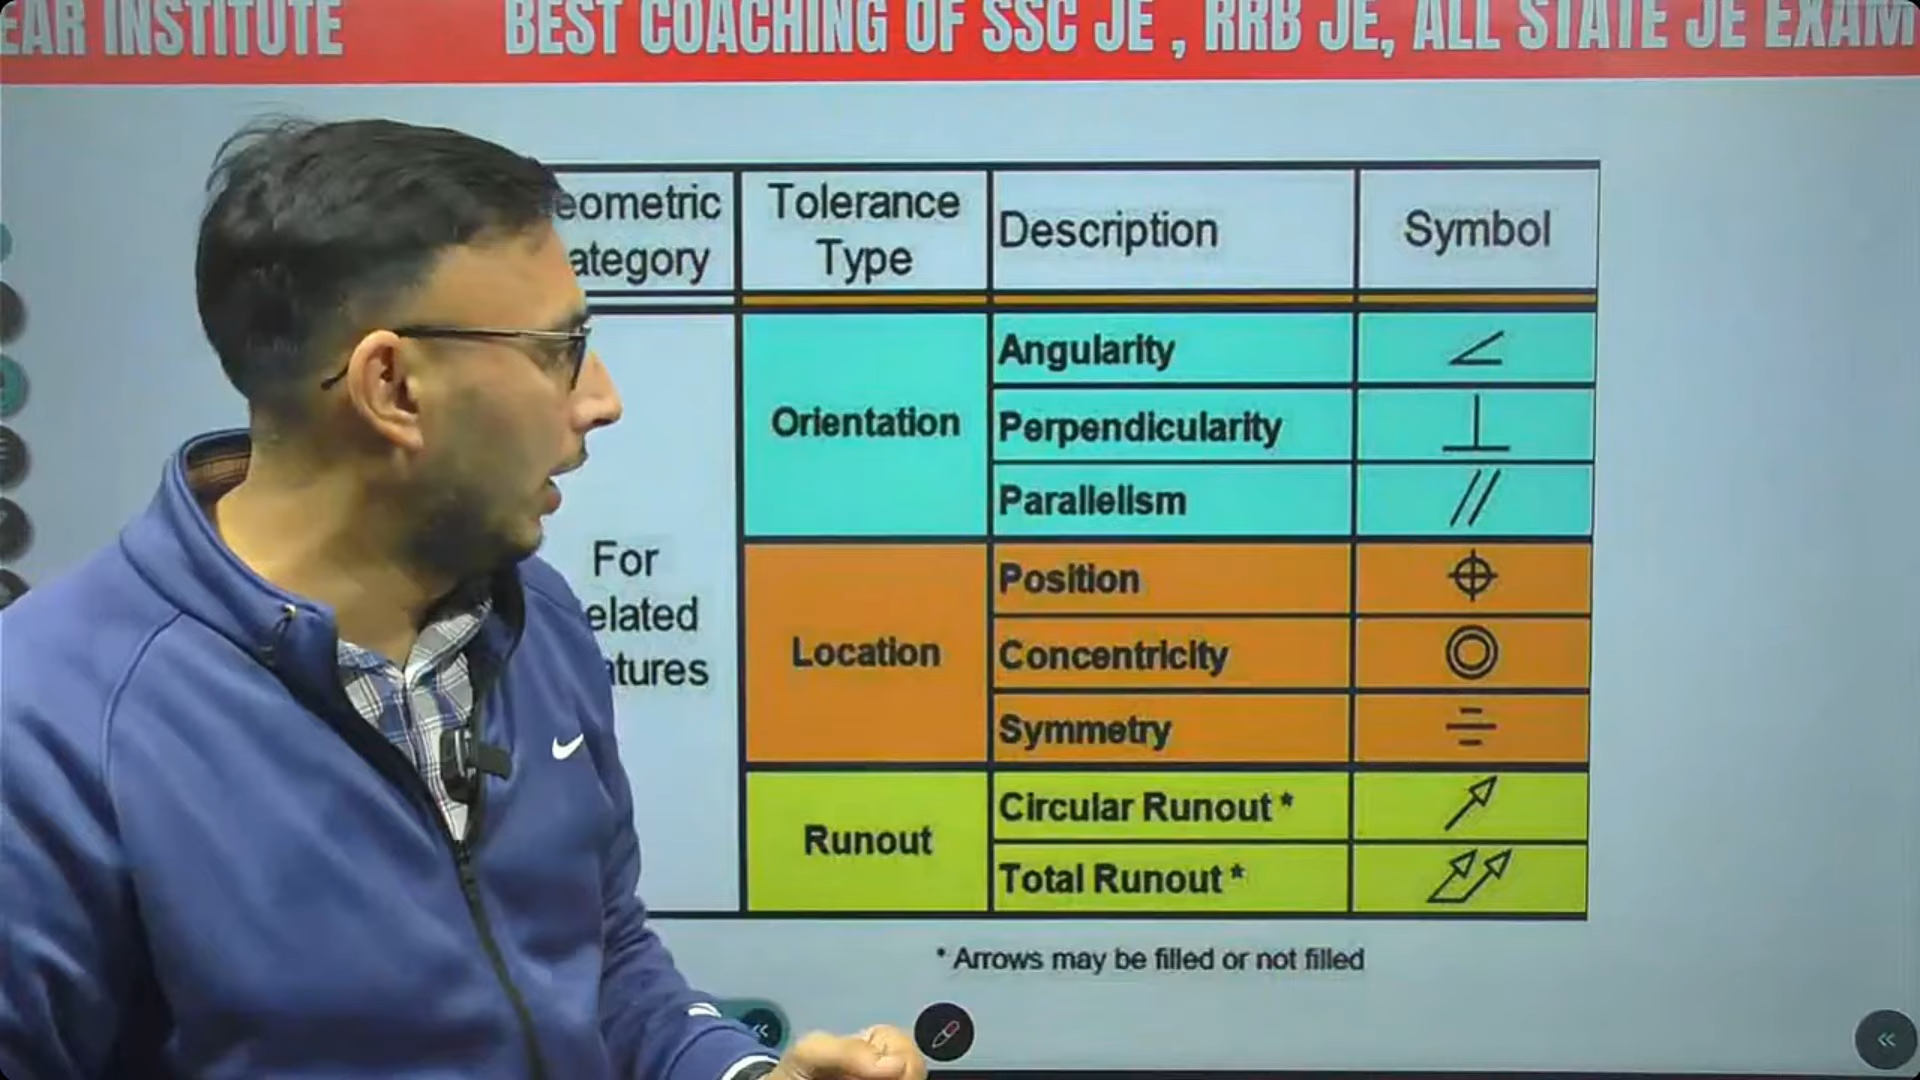 EAR INSTITUTE BEST COACHING OF SSC JE , RRB JE, ALL STATE JE EXAM
eometric
ategory
Tolerance
Type
Description
Symbol
For
elated
tures
Orientation
Angularity
Perpendicularity
Parallelism
Location
Position
Concentricity
Symmetry
Runout
Circular Runout *
Total Runout *
* Arrows may be filled or not filled